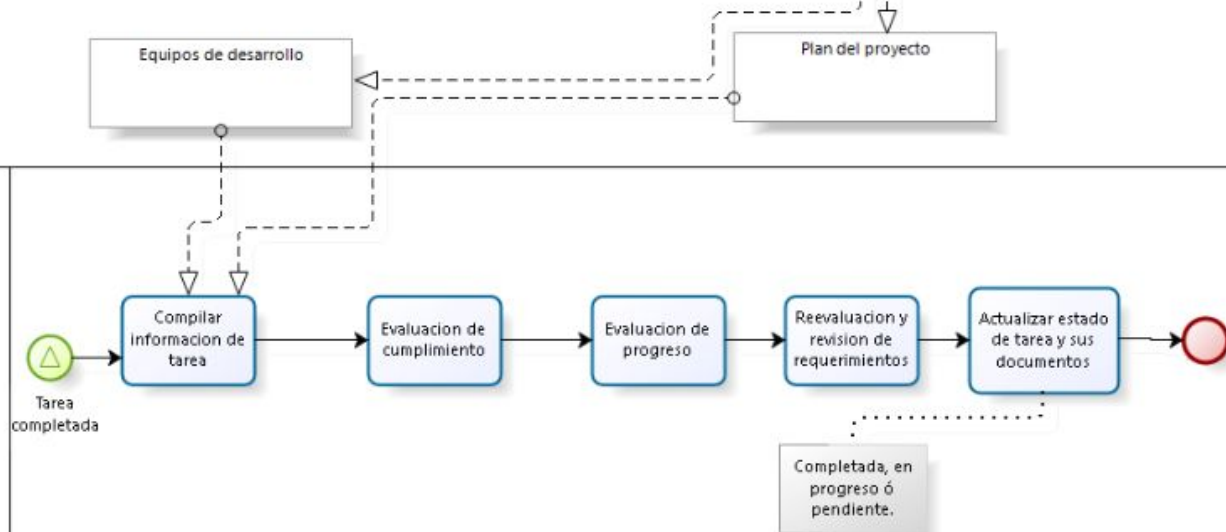 Equipos de desarrollo
Plan del proyecto
Tarea
completada
Compilar
informacion de
tarea
Evaluacion de
cumplimiento
Evaluacion de
progreso
Reevaluacion y
revision de
requerimientos
Actualizar estado
de tarea y sus
documentos
Completada, en
progreso ó
pendiente.